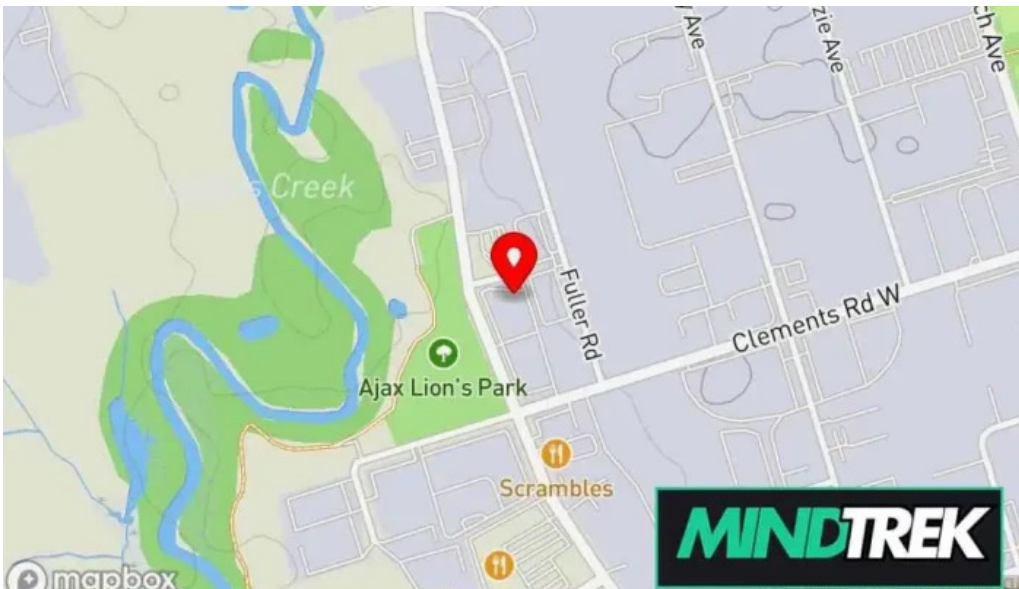 Ave
zie Ave
ch Ave
Creek
Fuller Rd
Clements Rd W
Ajax Lion's Park
Scrambles
MINDTREK
mapbox